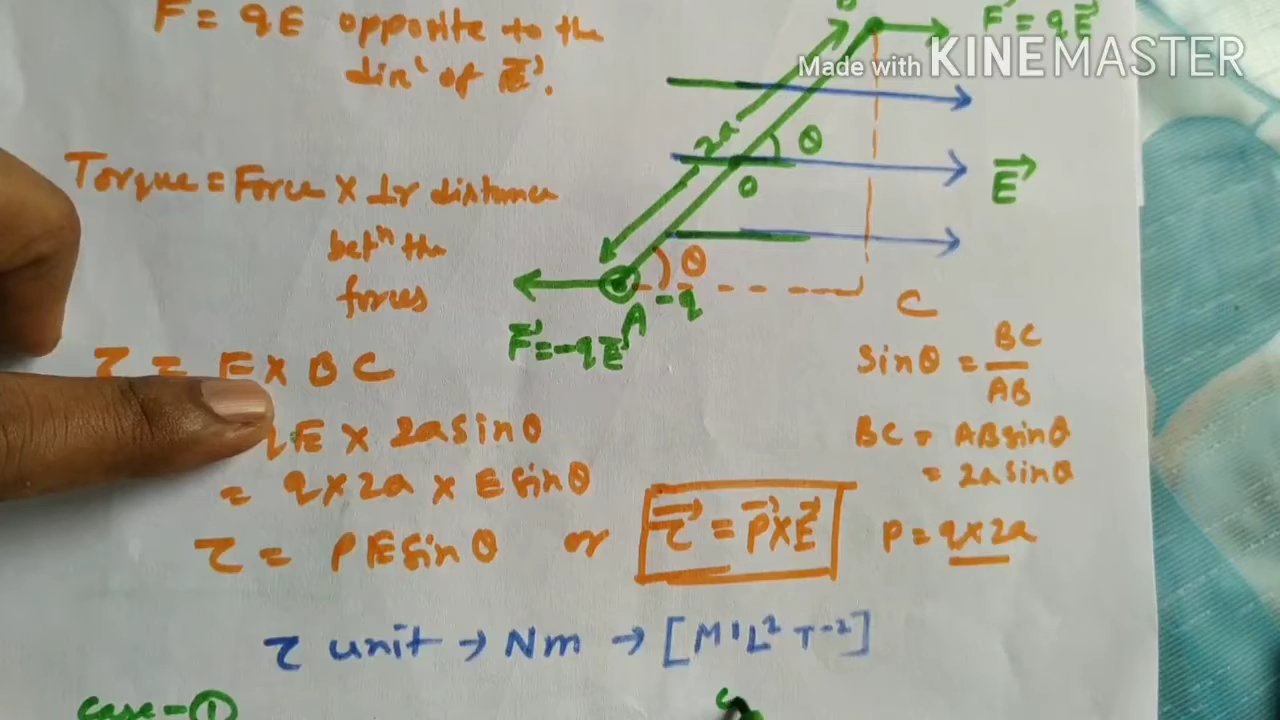 F = qE opposite to the
dirⁿ of E⃗.
F⃗ = qE⃗
Made with KINEMASTER
2a
θ
O
E⃗
Torque = Force × ⊥r distance
betⁿ the
forces
θ
A -q
F⃗ = -qE⃗
C
τ = F × BC
qE × 2a sinθ
= q × 2a × E sinθ
τ = PE sinθ or τ⃗ = P⃗ × E⃗
sinθ = BC/AB
BC = AB sinθ
= 2a sinθ
P = q × 2a
τ unit → Nm → [M¹L² T⁻²]
case - ①